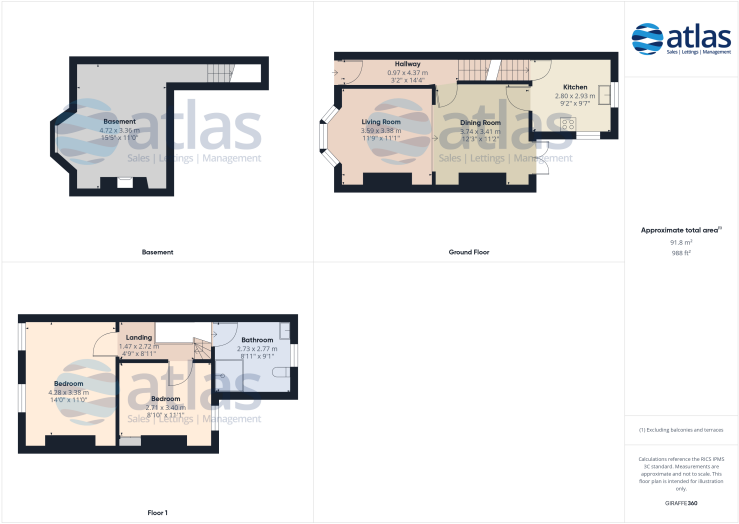 Basement
4.72 x 3.36 m
15'5" x 11'0"
atlas
Sales | Lettings | Management
Basement
Hallway
0.97 x 4.37 m
3'2" x 14'4"
Living Room
3.59 x 3.38 m
11'9" x 11'1"
Dining Room
3.74 x 3.41 m
12'3" x 11'2"
Kitchen
2.80 x 2.93 m
9'2" x 9'7"
atlas
Sales | Lettings | Management
Ground Floor
Landing
1.47 x 2.72 m
4'9" x 8'11"
Bathroom
2.73 x 2.77 m
8'11" x 9'1"
Bedroom
4.28 x 3.38 m
14'0" x 11'0"
Bedroom
2.71 x 3.40 m
8'10" x 11'1"
atlas
Sales | Lettings | Management
Floor 1
atlas
Sales | Lettings | Management
Approximate total area(1)
91.8 m²
988 ft²
(1) Excluding balconies and terraces
Calculations reference the RICS IPMS
3C standard. Measurements are
approximate and not to scale. This
floor plan is intended for illustration
only.
GIRAFFE360